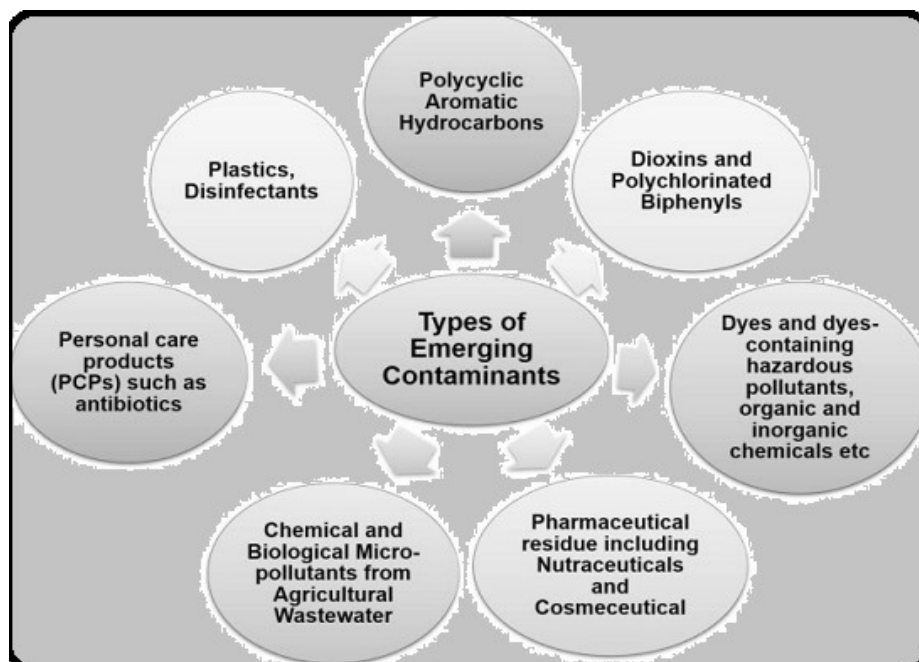 Polycyclic
Aromatic
Hydrocarbons
Plastics,
Disinfectants
Dioxins and
Polychlorinated
Biphenyls
Types of
Emerging
Contaminants
Personal care
products
(PCPs) such as
antibiotics
Dyes and dyes-
containing
hazardous
pollutants,
organic and
inorganic
chemicals etc
Chemical and
Biological Micro-
pollutants from
Agricultural
Wastewater
Pharmaceutical
residue including
Nutraceuticals
and
Cosmeceutical